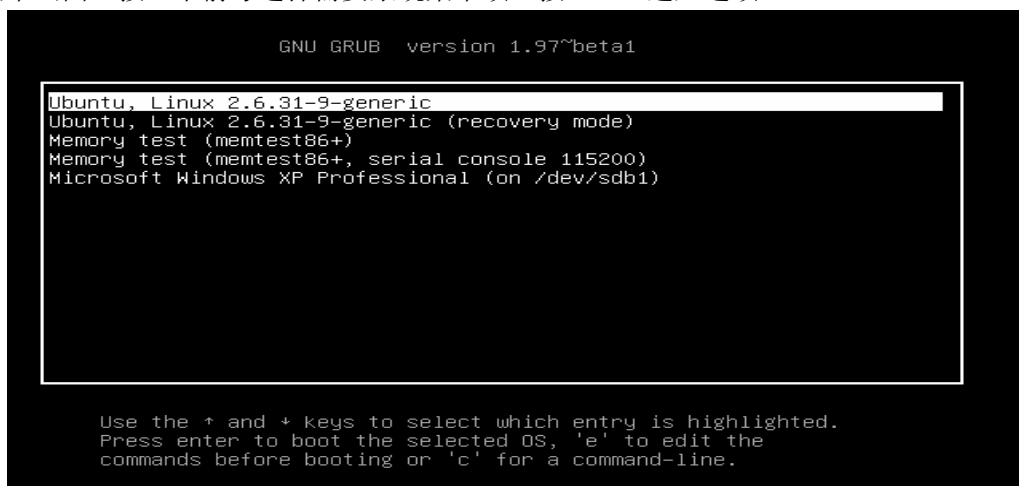 GNU GRUB version 1.97~beta1
Ubuntu, Linux 2.6.31-9-generic
Ubuntu, Linux 2.6.31-9-generic (recovery mode)
Memory test (memtest86+)
Memory test (memtest86+, serial console 115200)
Microsoft Windows XP Professional (on /dev/sdb1)
Use the ↑ and ↓ keys to select which entry is highlighted.
Press enter to boot the selected OS, 'e' to edit the
commands before booting or 'c' for a command-line.